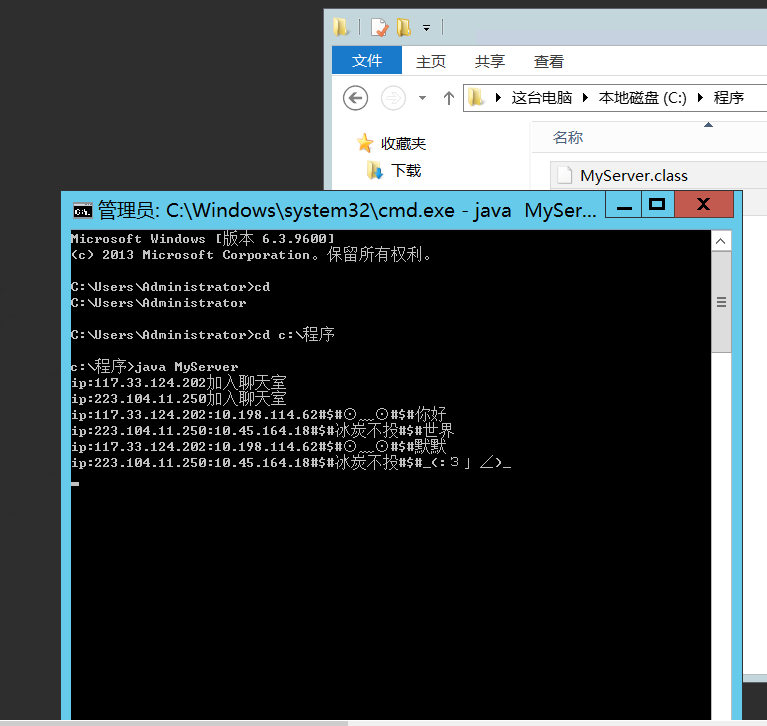 文件 主页 共享 查看
这台电脑 本地磁盘 (C:) 程序
收藏夹 名称
下载 MyServer.class
管理员: C:\Windows\system32\cmd.exe - java MySer...
Microsoft Windows [版本 6.3.9600]
(c) 2013 Microsoft Corporation。保留所有权利。
C:\Users\Administrator>cd
C:\Users\Administrator
C:\Users\Administrator>cd c:\程序
c:\程序>java MyServer
ip:117.33.124.202加入聊天室
ip:223.104.11.250加入聊天室
ip:117.33.124.202:10.198.114.62#$#⊙﹏⊙#$#你好
ip:223.104.11.250:10.45.164.18#$#冰炭不投#$#世界
ip:117.33.124.202:10.198.114.62#$#⊙﹏⊙#$#默默
ip:223.104.11.250:10.45.164.18#$#冰炭不投#$#_(:3」∠)_